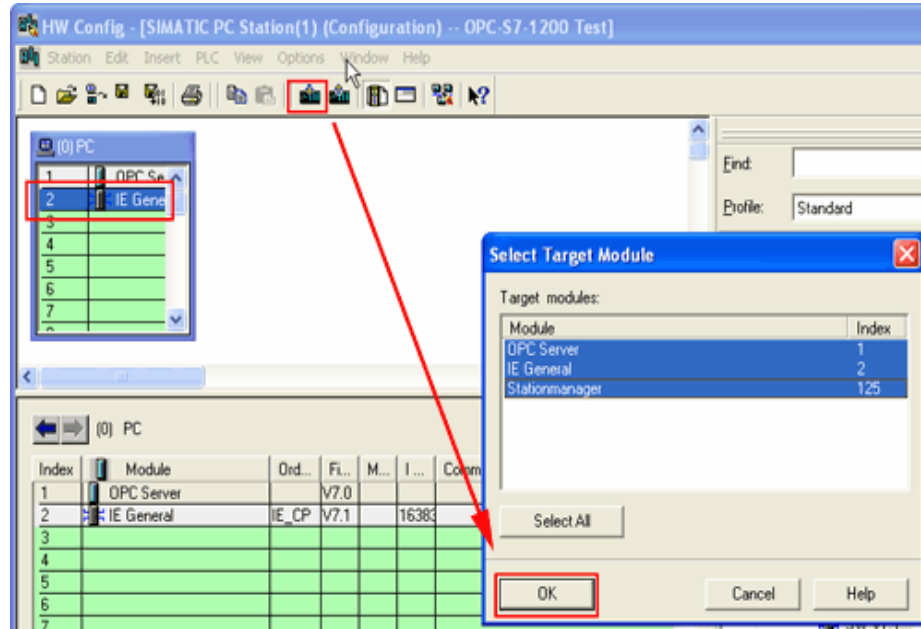 HW Config - [SIMATIC PC Station(1) (Configuration) -- OPC-S7-1200 Test]
Station Edit Insert PLC View Options Window Help
(0) PC
1 OPC Se
2 IE Gene
3
4
5
6
7
Find:
Profile: Standard
Select Target Module
Target modules:
Module Index
OPC Server 1
IE General 2
Stationmanager 125
Select All
OK Cancel Help
(0) PC
Index Module Ord... Fi... M... I ... Comm
1 OPC Server V7.0
2 IE General IE_CP V7.1 16383
3
4
5
6
7